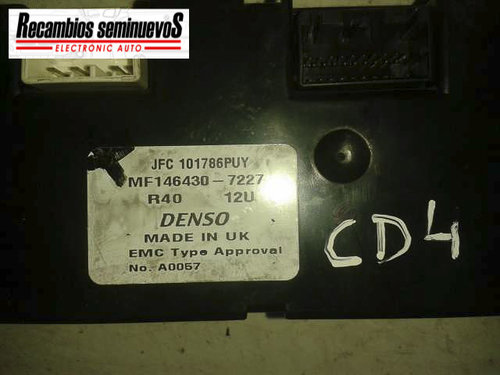 Recambios seminuevos
ELECTRONIC AUTO
JFC 101786PUY
MF146430-7227
R40 12U
DENSO
MADE IN UK
EMC Type Approval
No. A0057
CD4